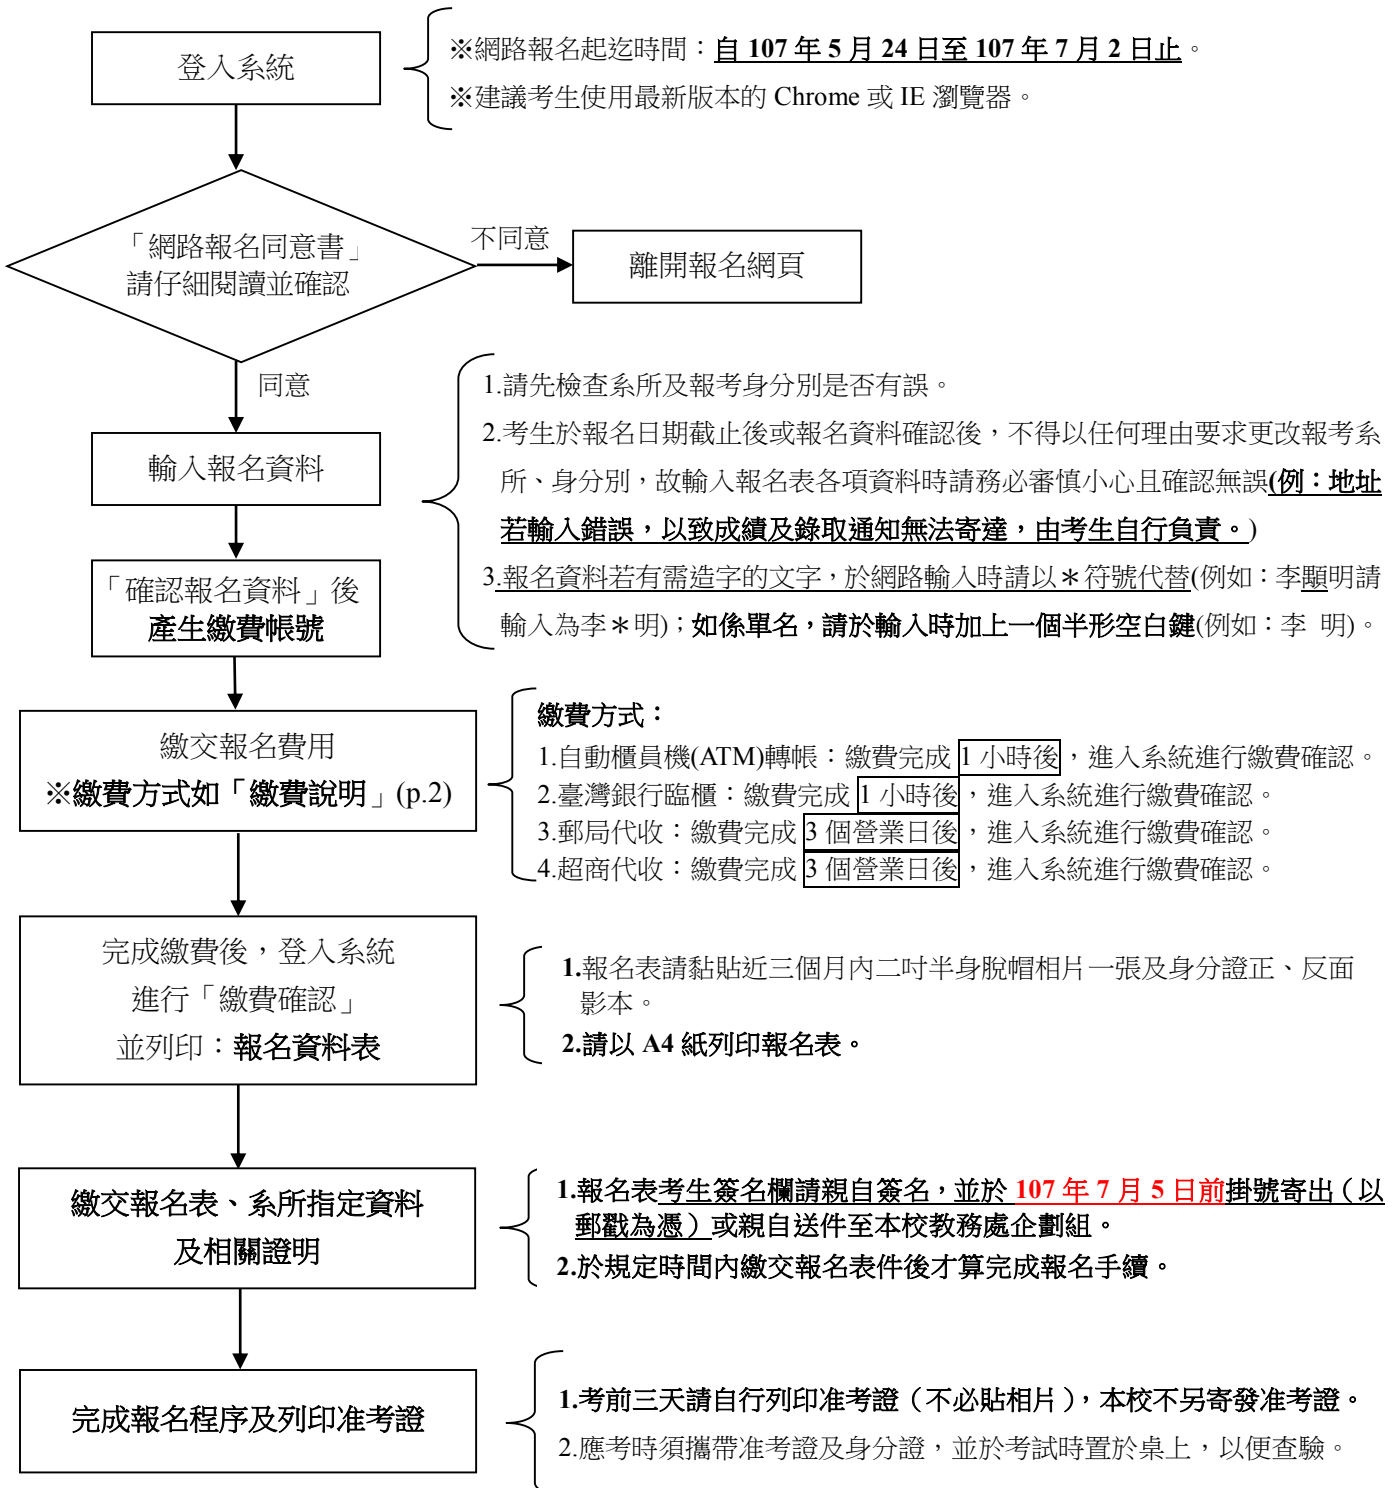 登入系統
※網路報名起迄時間：自 107 年 5 月 24 日至 107 年 7 月 2 日止。
※建議考生使用最新版本的 Chrome 或 IE 瀏覽器。
「網路報名同意書」
請仔細閱讀並確認
不同意
離開報名網頁
同意
輸入報名資料
1.請先檢查系所及報考身分別是否有誤。
2.考生於報名日期截止後或報名資料確認後，不得以任何理由要求更改報考系
所、身分別，故輸入報名表各項資料時請務必審慎小心且確認無誤(例：地址
若輸入錯誤，以致成績及錄取通知無法寄達，由考生自行負責。)
3.報名資料若有需造字的文字，於網路輸入時請以＊符號代替(例如：李顯明請
輸入為李＊明)；如係單名，請於輸入時加上一個半形空白鍵(例如：李 明)。
「確認報名資料」後
產生繳費帳號
繳交報名費用
※繳費方式如「繳費說明」(p.2)
繳費方式：
1.自動櫃員機(ATM)轉帳：繳費完成 1 小時後，進入系統進行繳費確認。
2.臺灣銀行臨櫃：繳費完成 1 小時後，進入系統進行繳費確認。
3.郵局代收：繳費完成 3 個營業日後，進入系統進行繳費確認。
4.超商代收：繳費完成 3 個營業日後，進入系統進行繳費確認。
完成繳費後，登入系統
進行「繳費確認」
並列印：報名資料表
1.報名表請黏貼近三個月內二吋半身脫帽相片一張及身分證正、反面
影本。
2.請以 A4 紙列印報名表。
繳交報名表、系所指定資料
及相關證明
1.報名表考生簽名欄請親自簽名，並於 107 年 7 月 5 日前掛號寄出（以
郵戳為憑）或親自送件至本校教務處企劃組。
2.於規定時間內繳交報名表件後才算完成報名手續。
完成報名程序及列印准考證
1.考前三天請自行列印准考證（不必貼相片），本校不另寄發准考證。
2.應考時須攜帶准考證及身分證，並於考試時置於桌上，以便查驗。